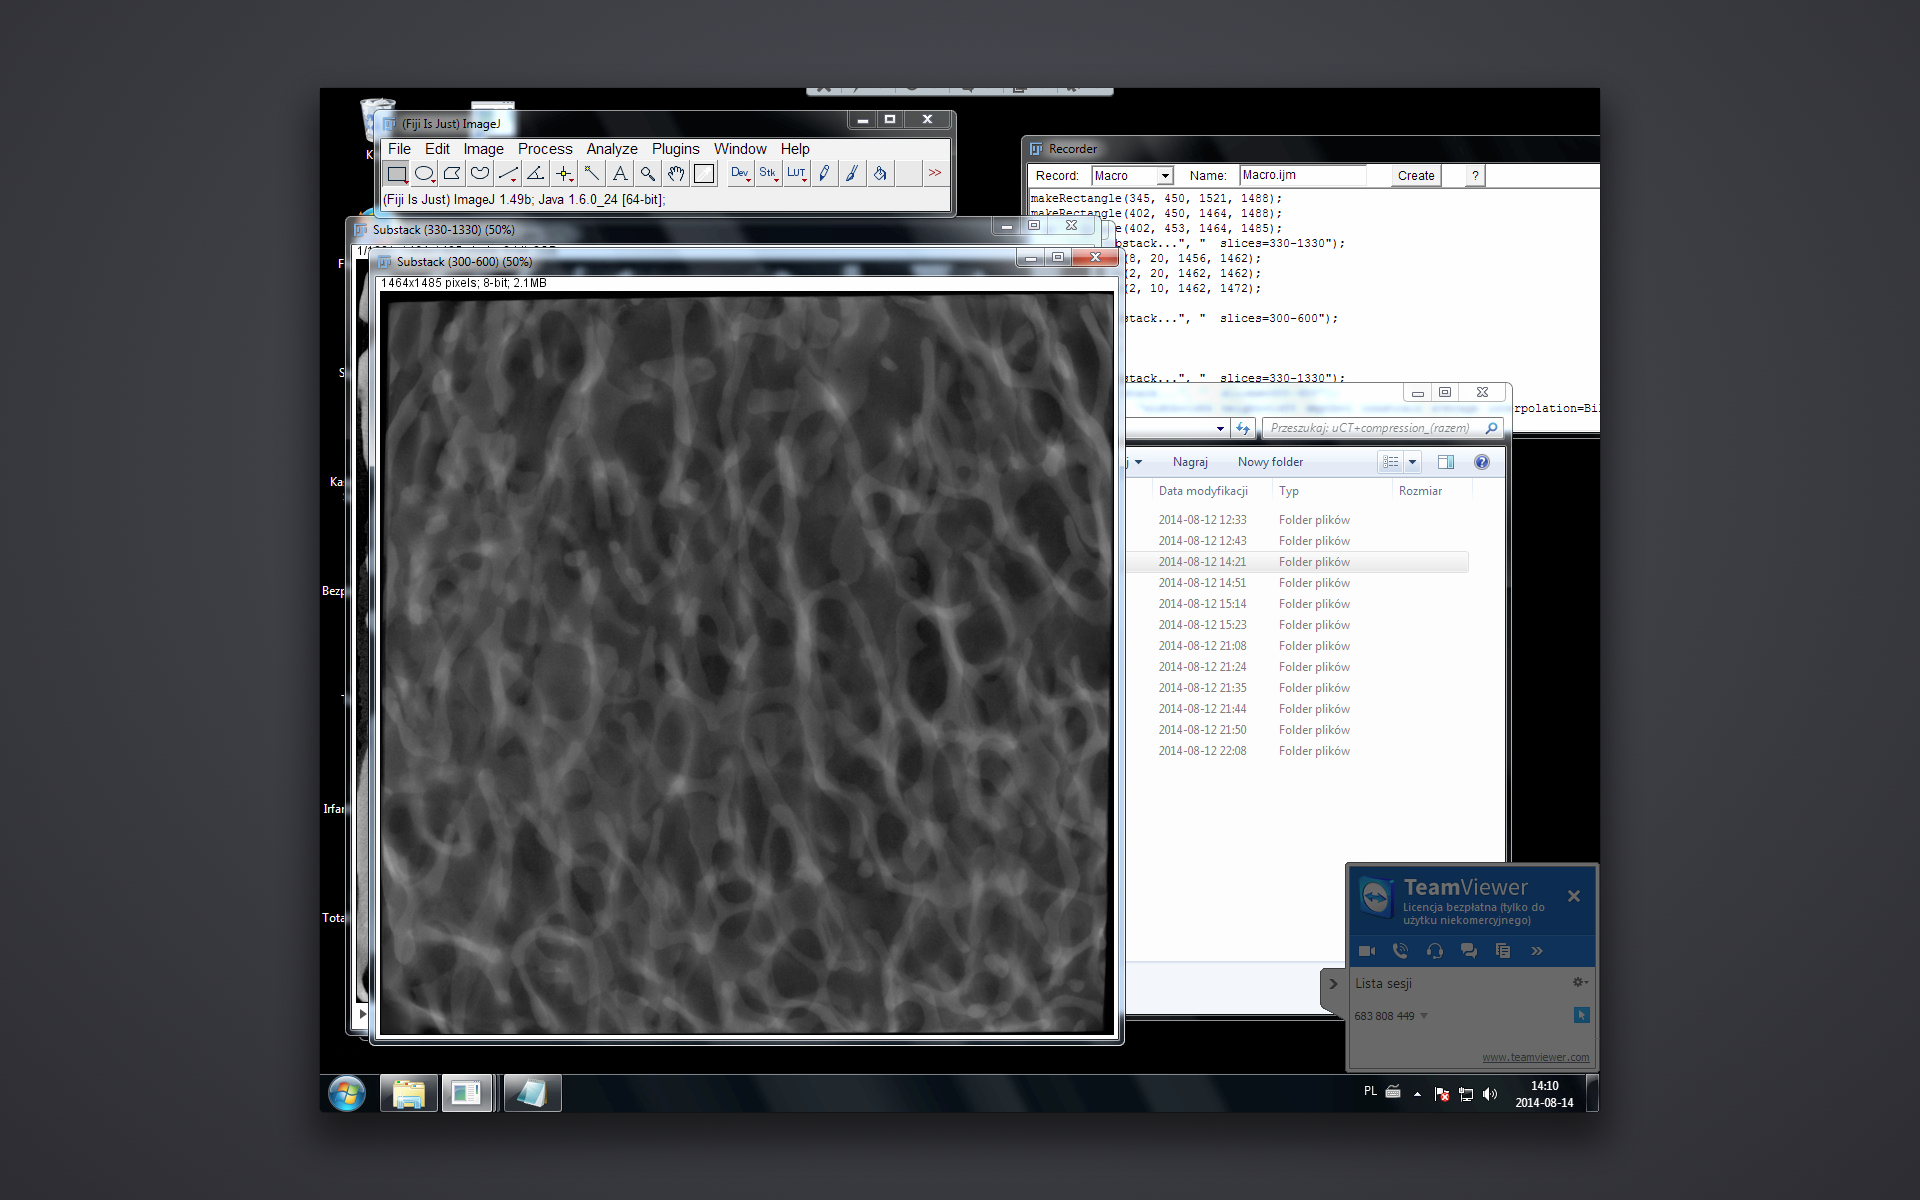 (Fiji Is Just) ImageJ
File Edit Image Process Analyze Plugins Window Help
Dev Stk LUT >>
(Fiji Is Just) ImageJ 1.49b; Java 1.6.0_24 [64-bit];
Recorder
Record: Macro Name: Macro.ijm Create ?
makeRectangle(345, 450, 1521, 1488);
makeRectangle(402, 450, 1464, 1488);
(402, 453, 1464, 1485);
", " slices=330-1330");
(8, 20, 1456, 1462);
(2, 20, 1462, 1462);
(2, 10, 1462, 1472);
", " slices=300-600");
", " slices=330-1330");
Substack (330-1330) (50%)
Substack (300-600) (50%)
1464x1485 pixels; 8-bit; 2.1MB
Przeszukaj: uCT+compression_(razem)
Nagraj Nowy folder
Data modyfikacji Typ Rozmiar
2014-08-12 12:33 Folder plików
2014-08-12 12:43 Folder plików
2014-08-12 14:21 Folder plików
2014-08-12 14:51 Folder plików
2014-08-12 15:14 Folder plików
2014-08-12 15:23 Folder plików
2014-08-12 21:08 Folder plików
2014-08-12 21:24 Folder plików
2014-08-12 21:35 Folder plików
2014-08-12 21:44 Folder plików
2014-08-12 21:50 Folder plików
2014-08-12 22:08 Folder plików
TeamViewer
Licencja bezpłatna (tylko do
użytku niekomercyjnego)
Lista sesji
683 808 449
www.teamviewer.com
PL
14:10
2014-08-14